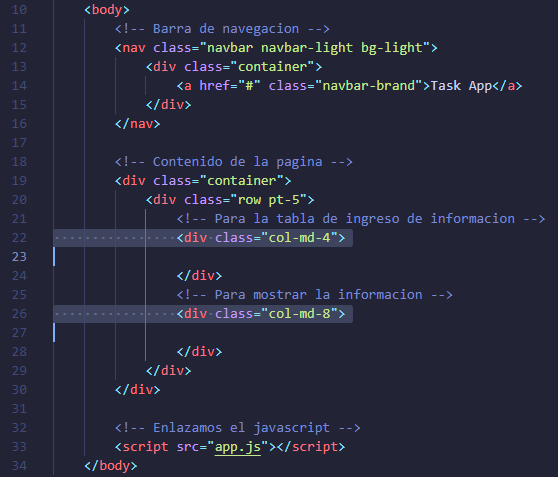 10 <body>
11 <!-- Barra de navegacion -->
12 <nav class="navbar navbar-light bg-light">
13 <div class="container">
14 <a href="#" class="navbar-brand">Task App</a>
15 </div>
16 </nav>
17
18 <!-- Contenido de la pagina -->
19 <div class="container">
20 <div class="row pt-5">
21 <!-- Para la tabla de ingreso de informacion -->
22 <div class="col-md-4">
23
24 </div>
25 <!-- Para mostrar la informacion -->
26 <div class="col-md-8">
27
28 </div>
29 </div>
30 </div>
31
32 <!-- Enlazamos el javascript -->
33 <script src="app.js"></script>
34 </body>